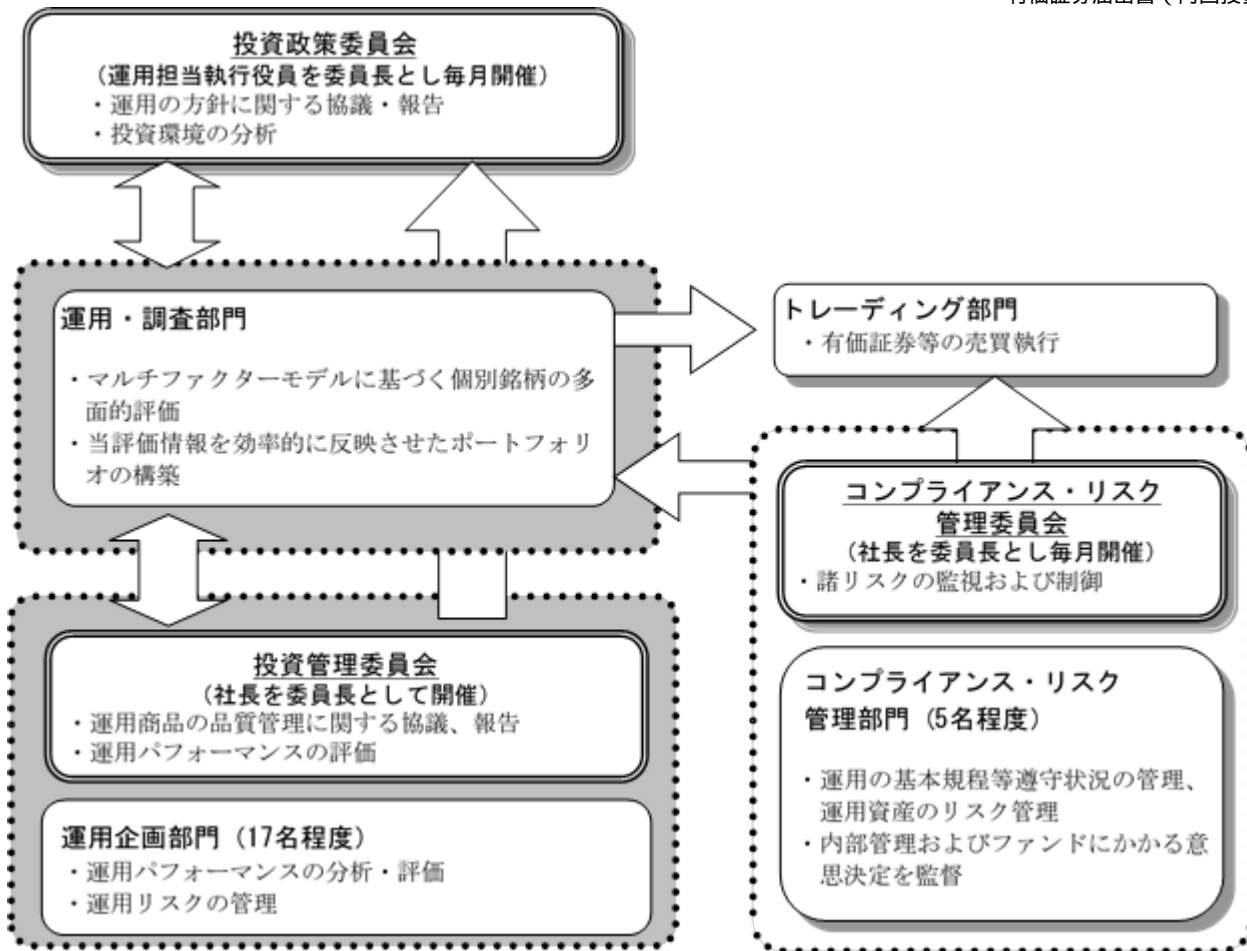 投資政策委員会
（運用担当執行役員を委員長とし毎月開催）
・運用の方針に関する協議・報告
・投資環境の分析
運用・調査部門
・マルチファクターモデルに基づく個別銘柄の多
面的評価
・当評価情報を効率的に反映させたポートフォリ
オの構築
トレーディング部門
・有価証券等の売買執行
コンプライアンス・リスク
管理委員会
（社長を委員長とし毎月開催）
・諸リスクの監視および制御
投資管理委員会
（社長を委員長として開催）
・運用商品の品質管理に関する協議、報告
・運用パフォーマンスの評価
運用企画部門（17名程度）
・運用パフォーマンスの分析・評価
・運用リスクの管理
コンプライアンス・リスク
管理部門（5名程度）
・運用の基本規程等遵守状況の管理、
運用資産のリスク管理
・内部管理およびファンドにかかる意
思決定を監督